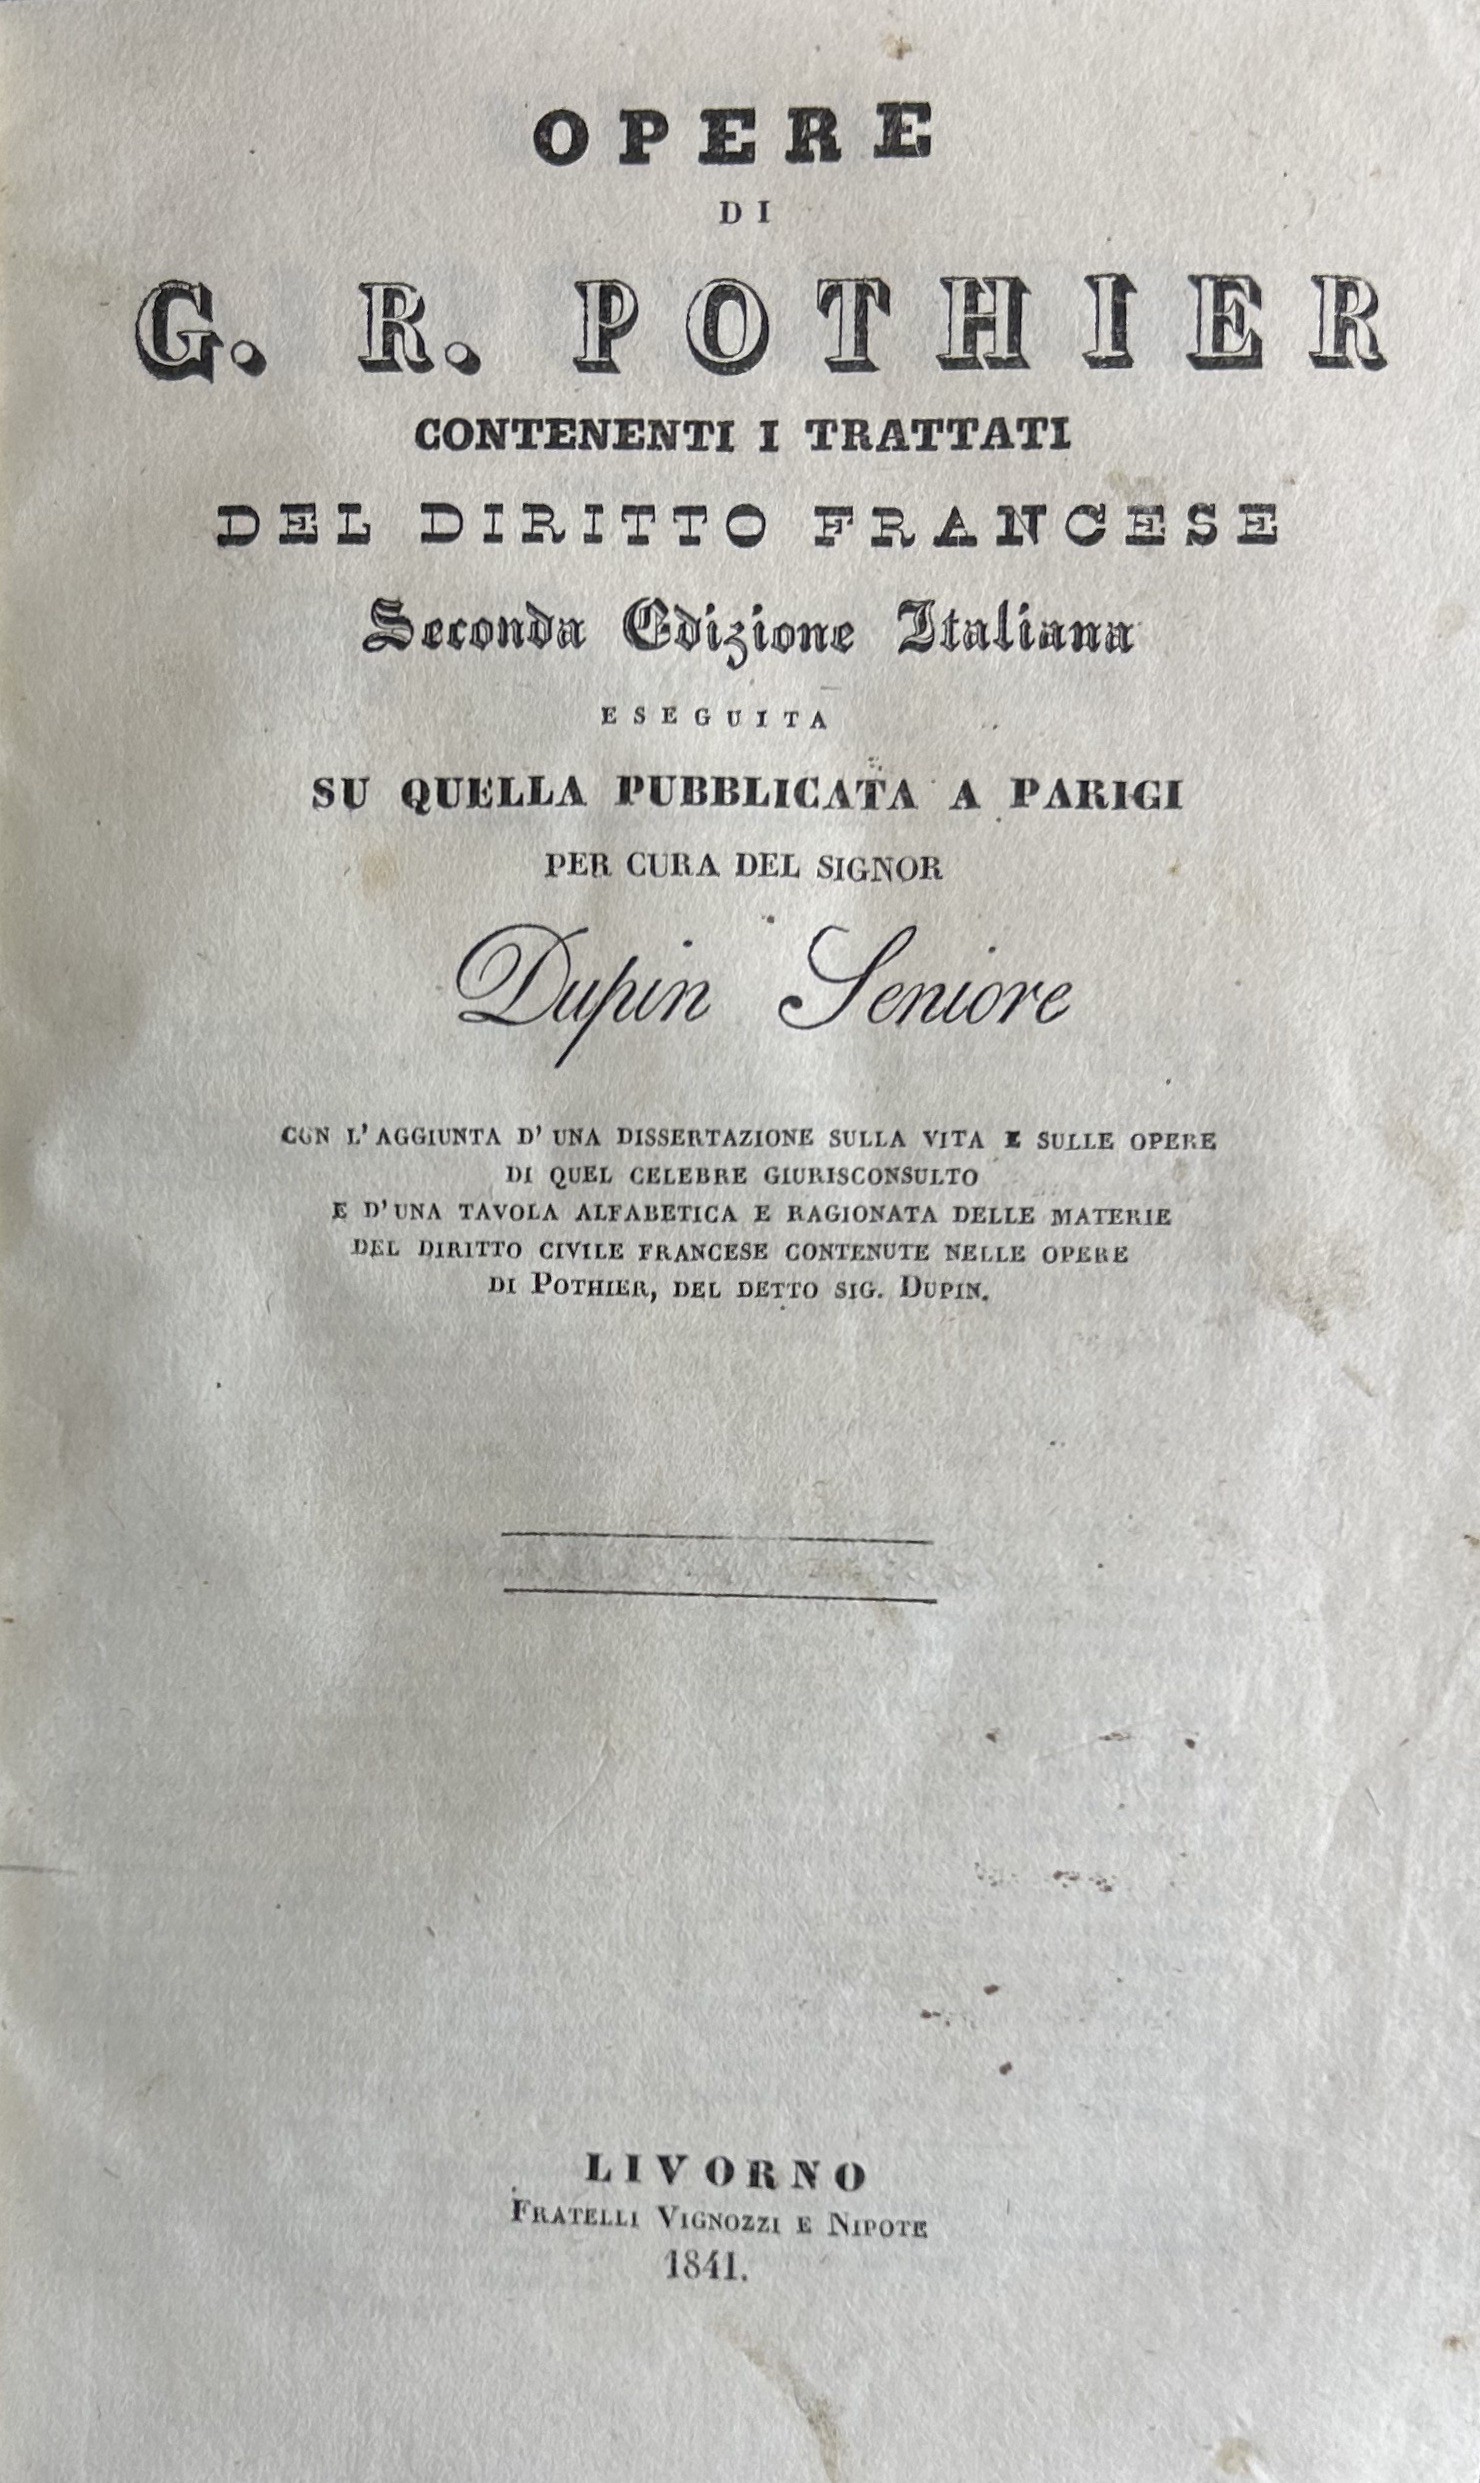 OPERE
DI
G. R. POTHIER
CONTENENTI I TRATTATI
DEL DIRITTO FRANCESE
Seconda Edizione Italiana
ESEGUITA
SU QUELLA PUBBLICATA A PARIGI
PER CURA DEL SIGNOR
Dupin Seniore
CON L'AGGIUNTA D'UNA DISSERTAZIONE SULLA VITA E SULLE OPERE
DI QUEL CELEBRE GIURISCONSULTO
E D'UNA TAVOLA ALFABETICA E RAGIONATA DELLE MATERIE
DEL DIRITTO CIVILE FRANCESE CONTENUTE NELLE OPERE
DI POTHIER, DEL DETTO SIG. DUPIN.
LIVORNO
FRATELLI VIGNOZZI E NIPOTE
1841.